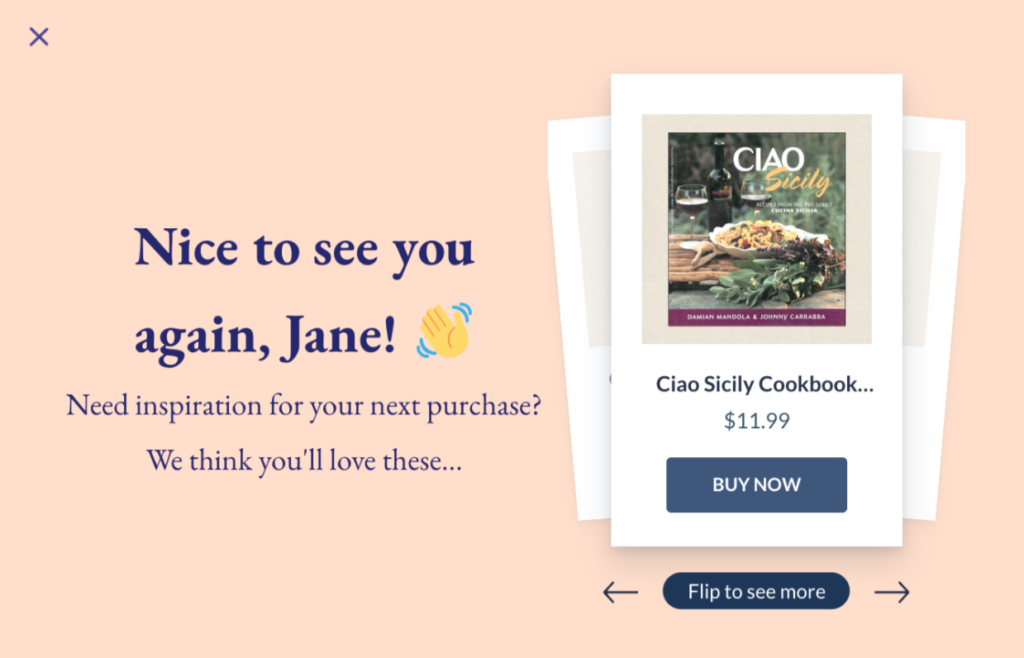 Nice to see you
again, Jane! 👋
Need inspiration for your next purchase?
We think you'll love these...
CIAO
Sicily
RECIPES FROM THE PBS SERIES
CUCINA SICILIA
DAMIAN MANDOLA & JOHNNY CARRABBA
Ciao Sicily Cookbook...
$11.99
BUY NOW
Flip to see more